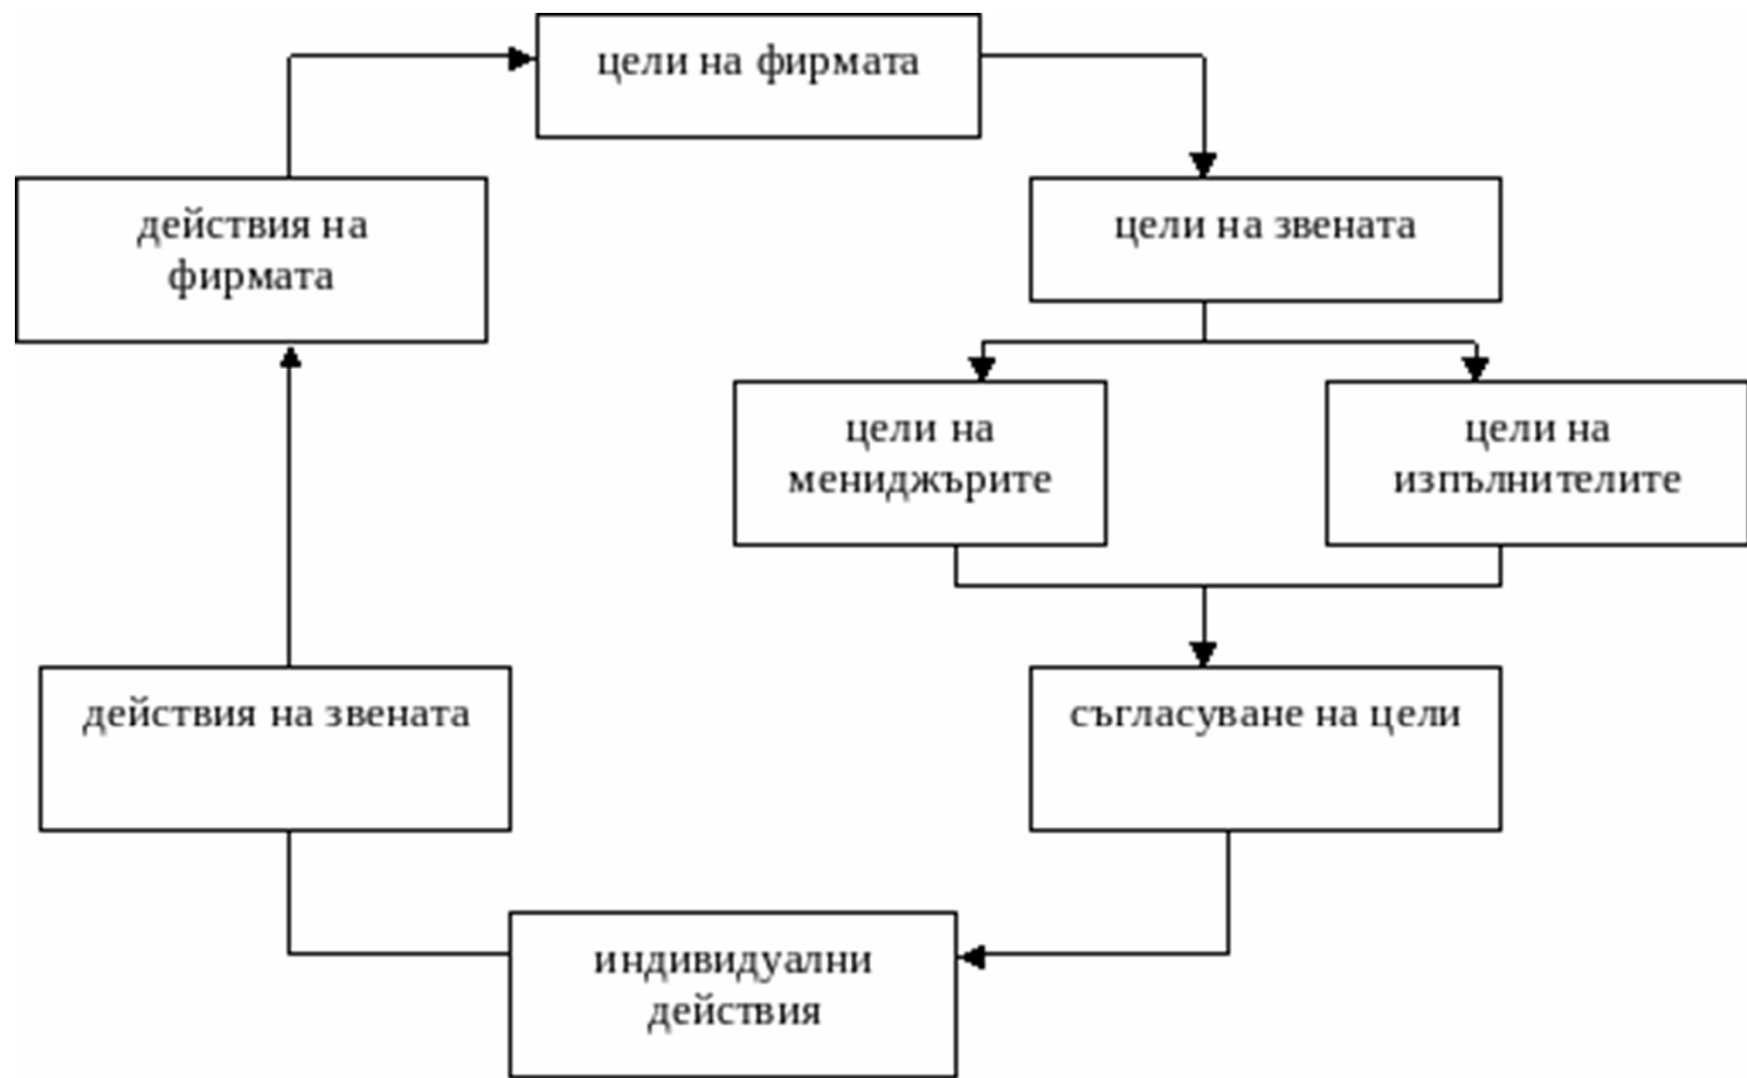 цели на фирмата
действия на
фирмата
цели на звената
цели на
мениджърите
цели на
изпълнителите
действия на звената
съгласуване на цели
индивидуални
действия